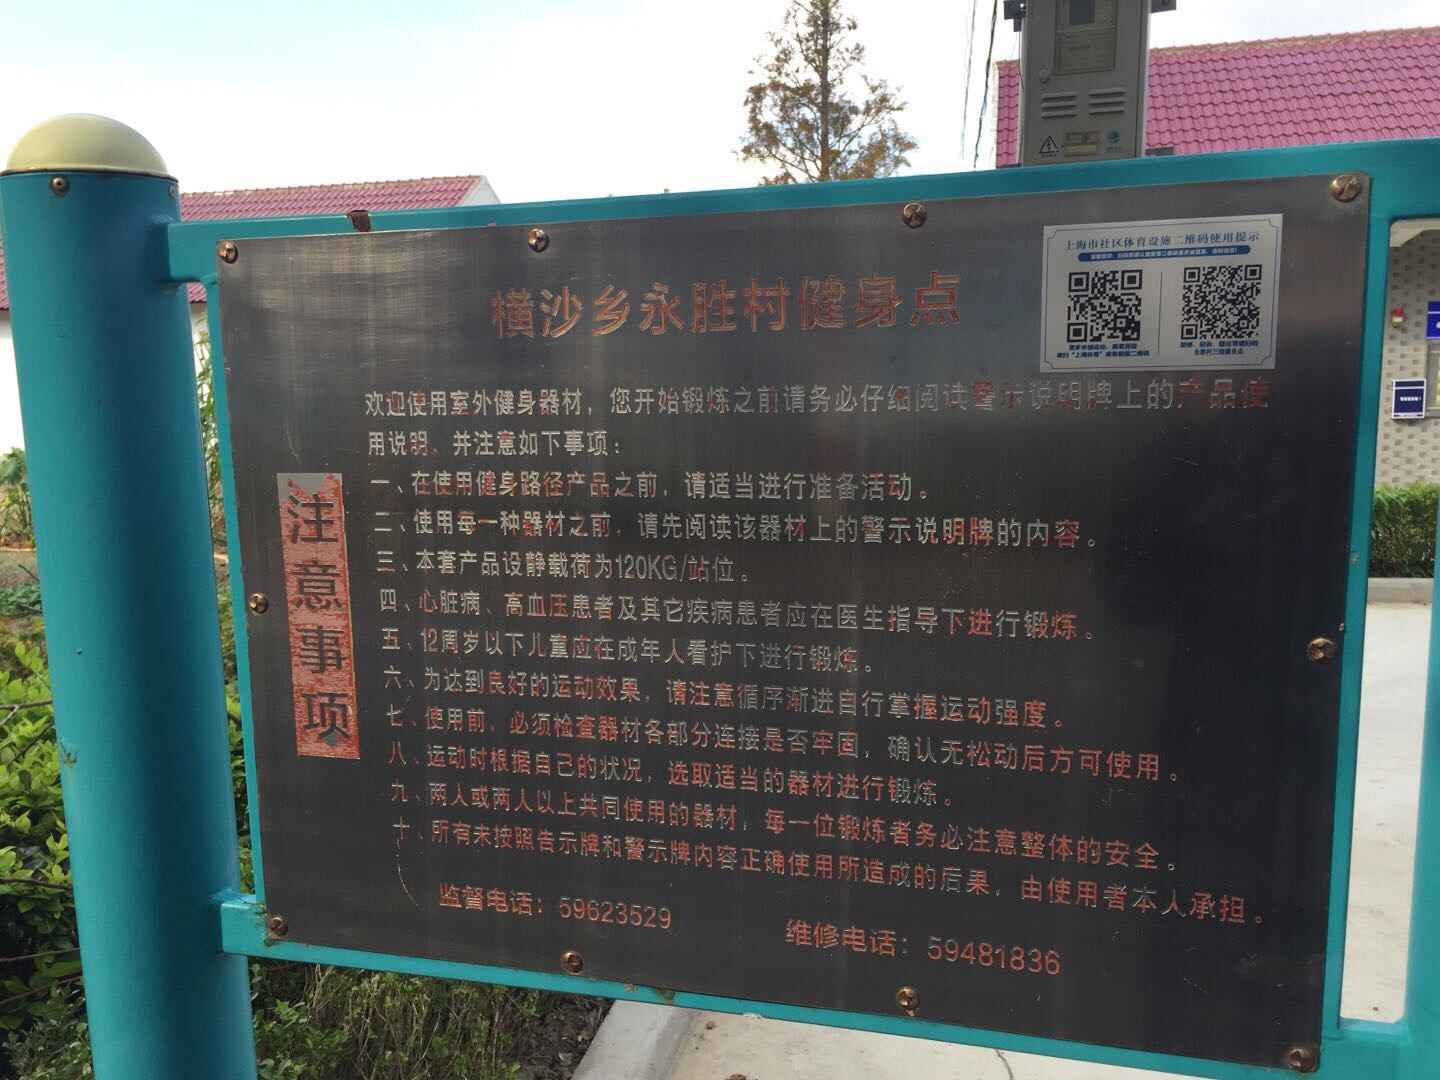 横沙乡永胜村健身点
上海市社区体育设施二维码使用提示
欢迎使用室外健身器材，您开始锻炼之前请务必仔细阅读警示说明牌上的产品使
用说明，并注意如下事项：
注意事项
一、在使用健身路径产品之前，请适当进行准备活动。
二、使用每一种器材之前，请先阅读该器材上的警示说明牌的内容。
三、本套产品设静载荷为120KG/站位。
四、心脏病、高血压患者及其它疾病患者应在医生指导下进行锻炼。
五、12周岁以下儿童应在成年人看护下进行锻炼。
六、为达到良好的运动效果，请注意循序渐进自行掌握运动强度。
七、使用前，必须检查器材各部分连接是否牢固，确认无松动后方可使用。
八、运动时根据自己的状况，选取适当的器材进行锻炼。
九、两人或两人以上共同使用的器材，每一位锻炼者务必注意整体的安全。
十、所有未按照告示牌和警示牌内容正确使用所造成的后果，由使用者本人承担。
监督电话：59623529
维修电话：59481836